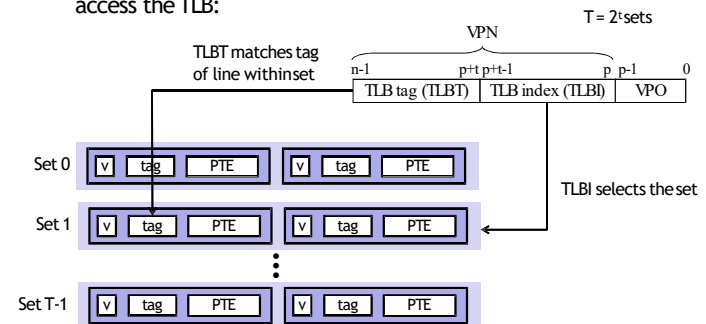 access the TLB:
T = 2ᵗ sets
VPN
TLBT matches tag
of line withinset
n-1 p+t p+t-1 p p-1 0
TLB tag (TLBT) TLB index (TLBI) VPO
Set 0 v tag PTE v tag PTE
TLBI selects the set
Set 1 v tag PTE v tag PTE
Set T-1 v tag PTE v tag PTE